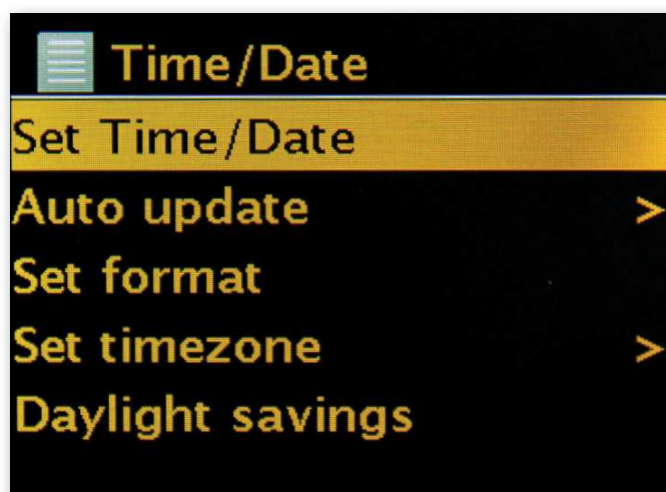 Time/Date
Set Time/Date
Auto update >
Set format
Set timezone >
Daylight savings